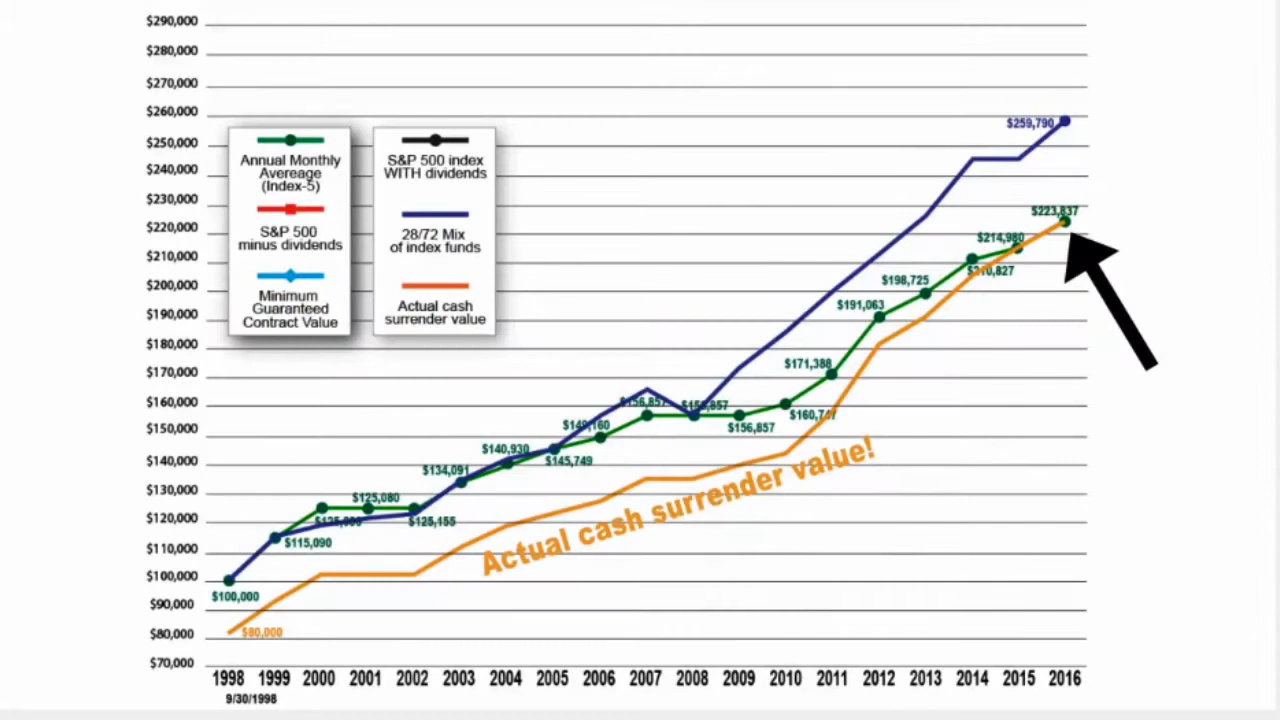 $290,000
$280,000
$270,000
$260,000
$250,000
$240,000
$230,000
$220,000
$210,000
$200,000
$190,000
$180,000
$170,000
$160,000
$150,000
$140,000
$130,000
$120,000
$110,000
$100,000
$90,000
$80,000
$70,000
Annual Monthly
Avereage
(Index-5)
S&P 500
minus dividends
Minimum
Guaranteed
Contract Value
S&P 500 index
WITH dividends
28/72 Mix
of index funds
Actual cash
surrender value
$259,790
$223,837
$214,980
$210,827
$198,725
$191,063
$171,388
$160,747
$156,857
$156,857
$156,857
$149,160
$145,749
$140,930
$134,091
$125,155
$125,080
$115,090
$100,000
$80,000
Actual cash surrender value!
1998 1999 2000 2001 2002 2003 2004 2005 2006 2007 2008 2009 2010 2011 2012 2013 2014 2015 2016
9/30/1998